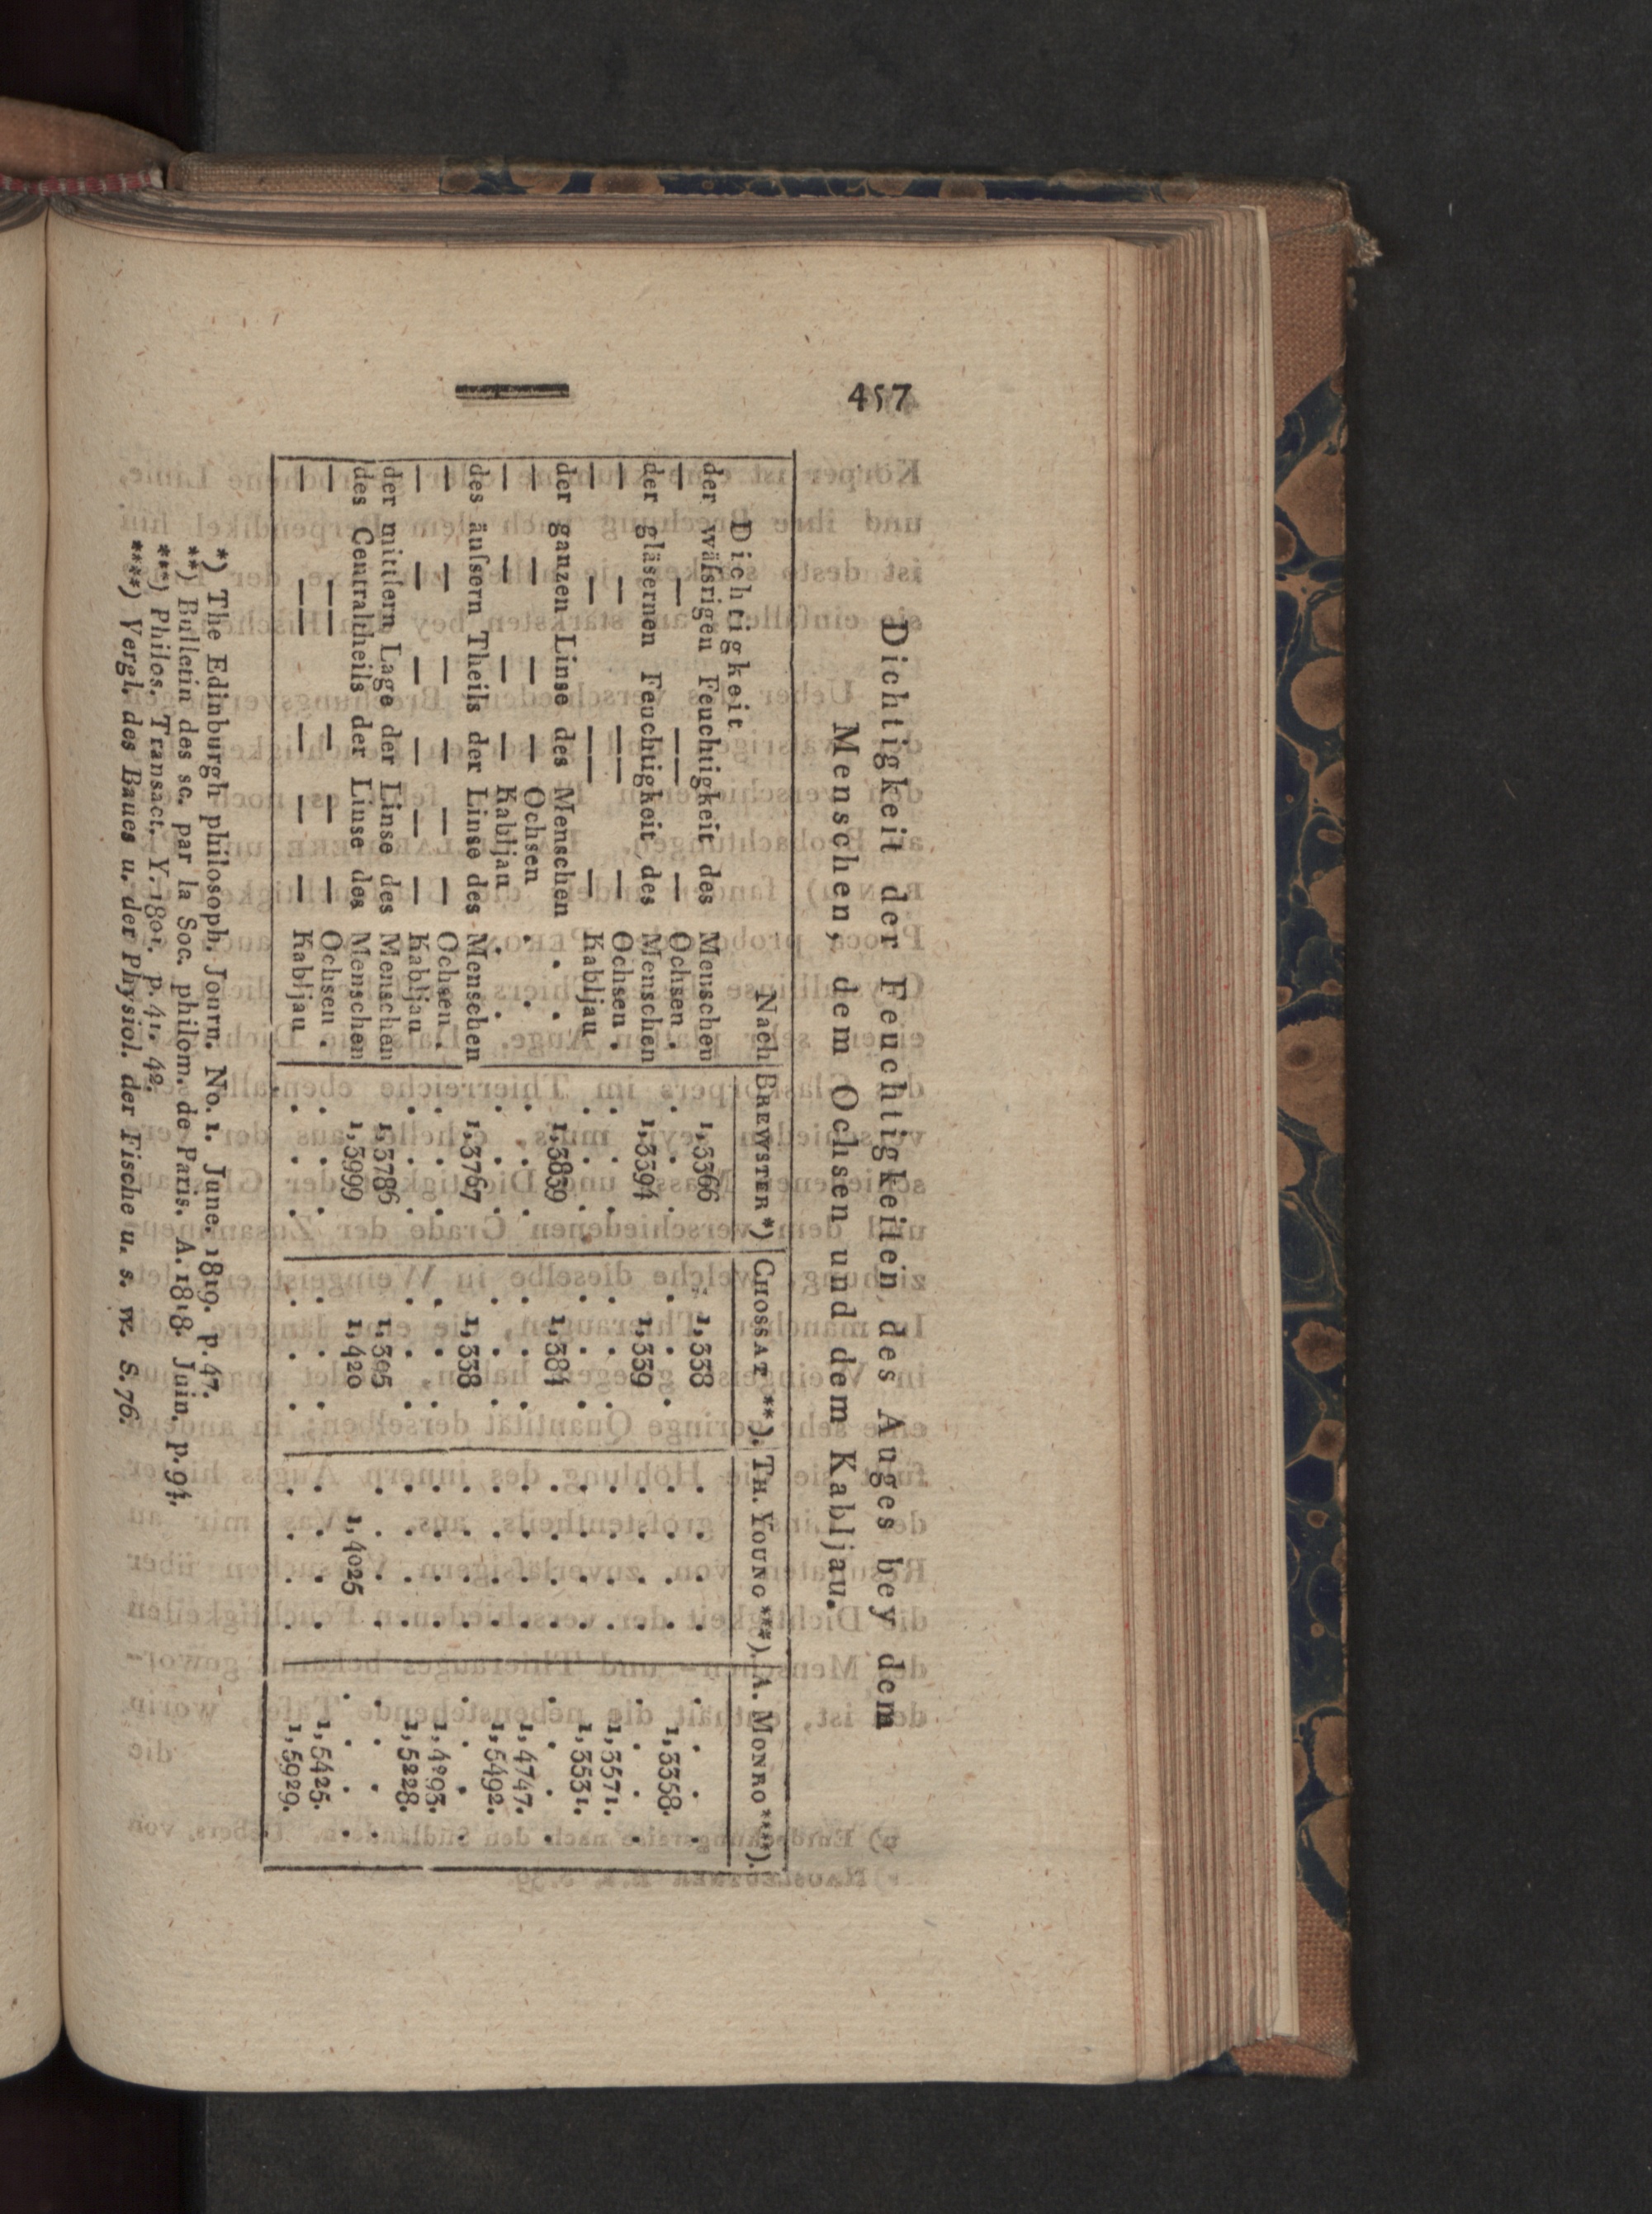 457
Dichtigkeit der Feuchtigkeiten des Auges bey dem
Menschen, dem Ochsen und dem Kabljau.
Dichtigkeit Nach BREWSTER *) CHOSSAT **). TH. YOUNG ***). A. MONRO ****).
der wäſsrigen Feuchtigkeit des Menschen 1,3366 1,338 . . . . . . . .
— — —— — Ochsen . . . . . . . 1,3358.
der gläsernen Feuchtigkeit des Menschen 1,3394 1,339 . . . . . . . .
— — —— — Ochsen . . . . . . . . . . . 1,3571.
— — —— — Kabljau . . . . . . . . . . 1,3531.
der ganzen Linse des Menschen . . 1,3839 1,384 . . . . . . . .
— — — — Ochsen . . . . . . . . . . . . 1,4747.
— — — — Kabljau . . . . . . . . . . . . 1,5492.
des äuſsern Theils der Linse des Menschen 1,3767 1,338 . . . . . . . .
— — — — — — Ochsen . . . . . . . . . . . 1,4293.
— — — — — — Kabljau . . . . . . . . . . 1,5228.
der mittlern Lage der Linse des Menschen 1,3786 1,395 . . . . . . . .
des Centraltheils der Linse des Menschen 1,3999 1,420 1,4025 . . . .
— —— — — — Ochsen . . . . . . . . . . . 1,5425.
— —— — — — Kabljau . . . . . . . . . . 1,5929.
*) The Edinburgh philosoph. Journ. No. 1. June. 1819. p. 47.
**) Bulletin des sc. par la Soc. philom. de Paris. A. 1818. Juin. p. 94.
***) Philos. Transact. Y. 1801. p. 41. 42.
****) Vergl. des Baues u. der Physiol. der Fische u. s. w. S. 76.